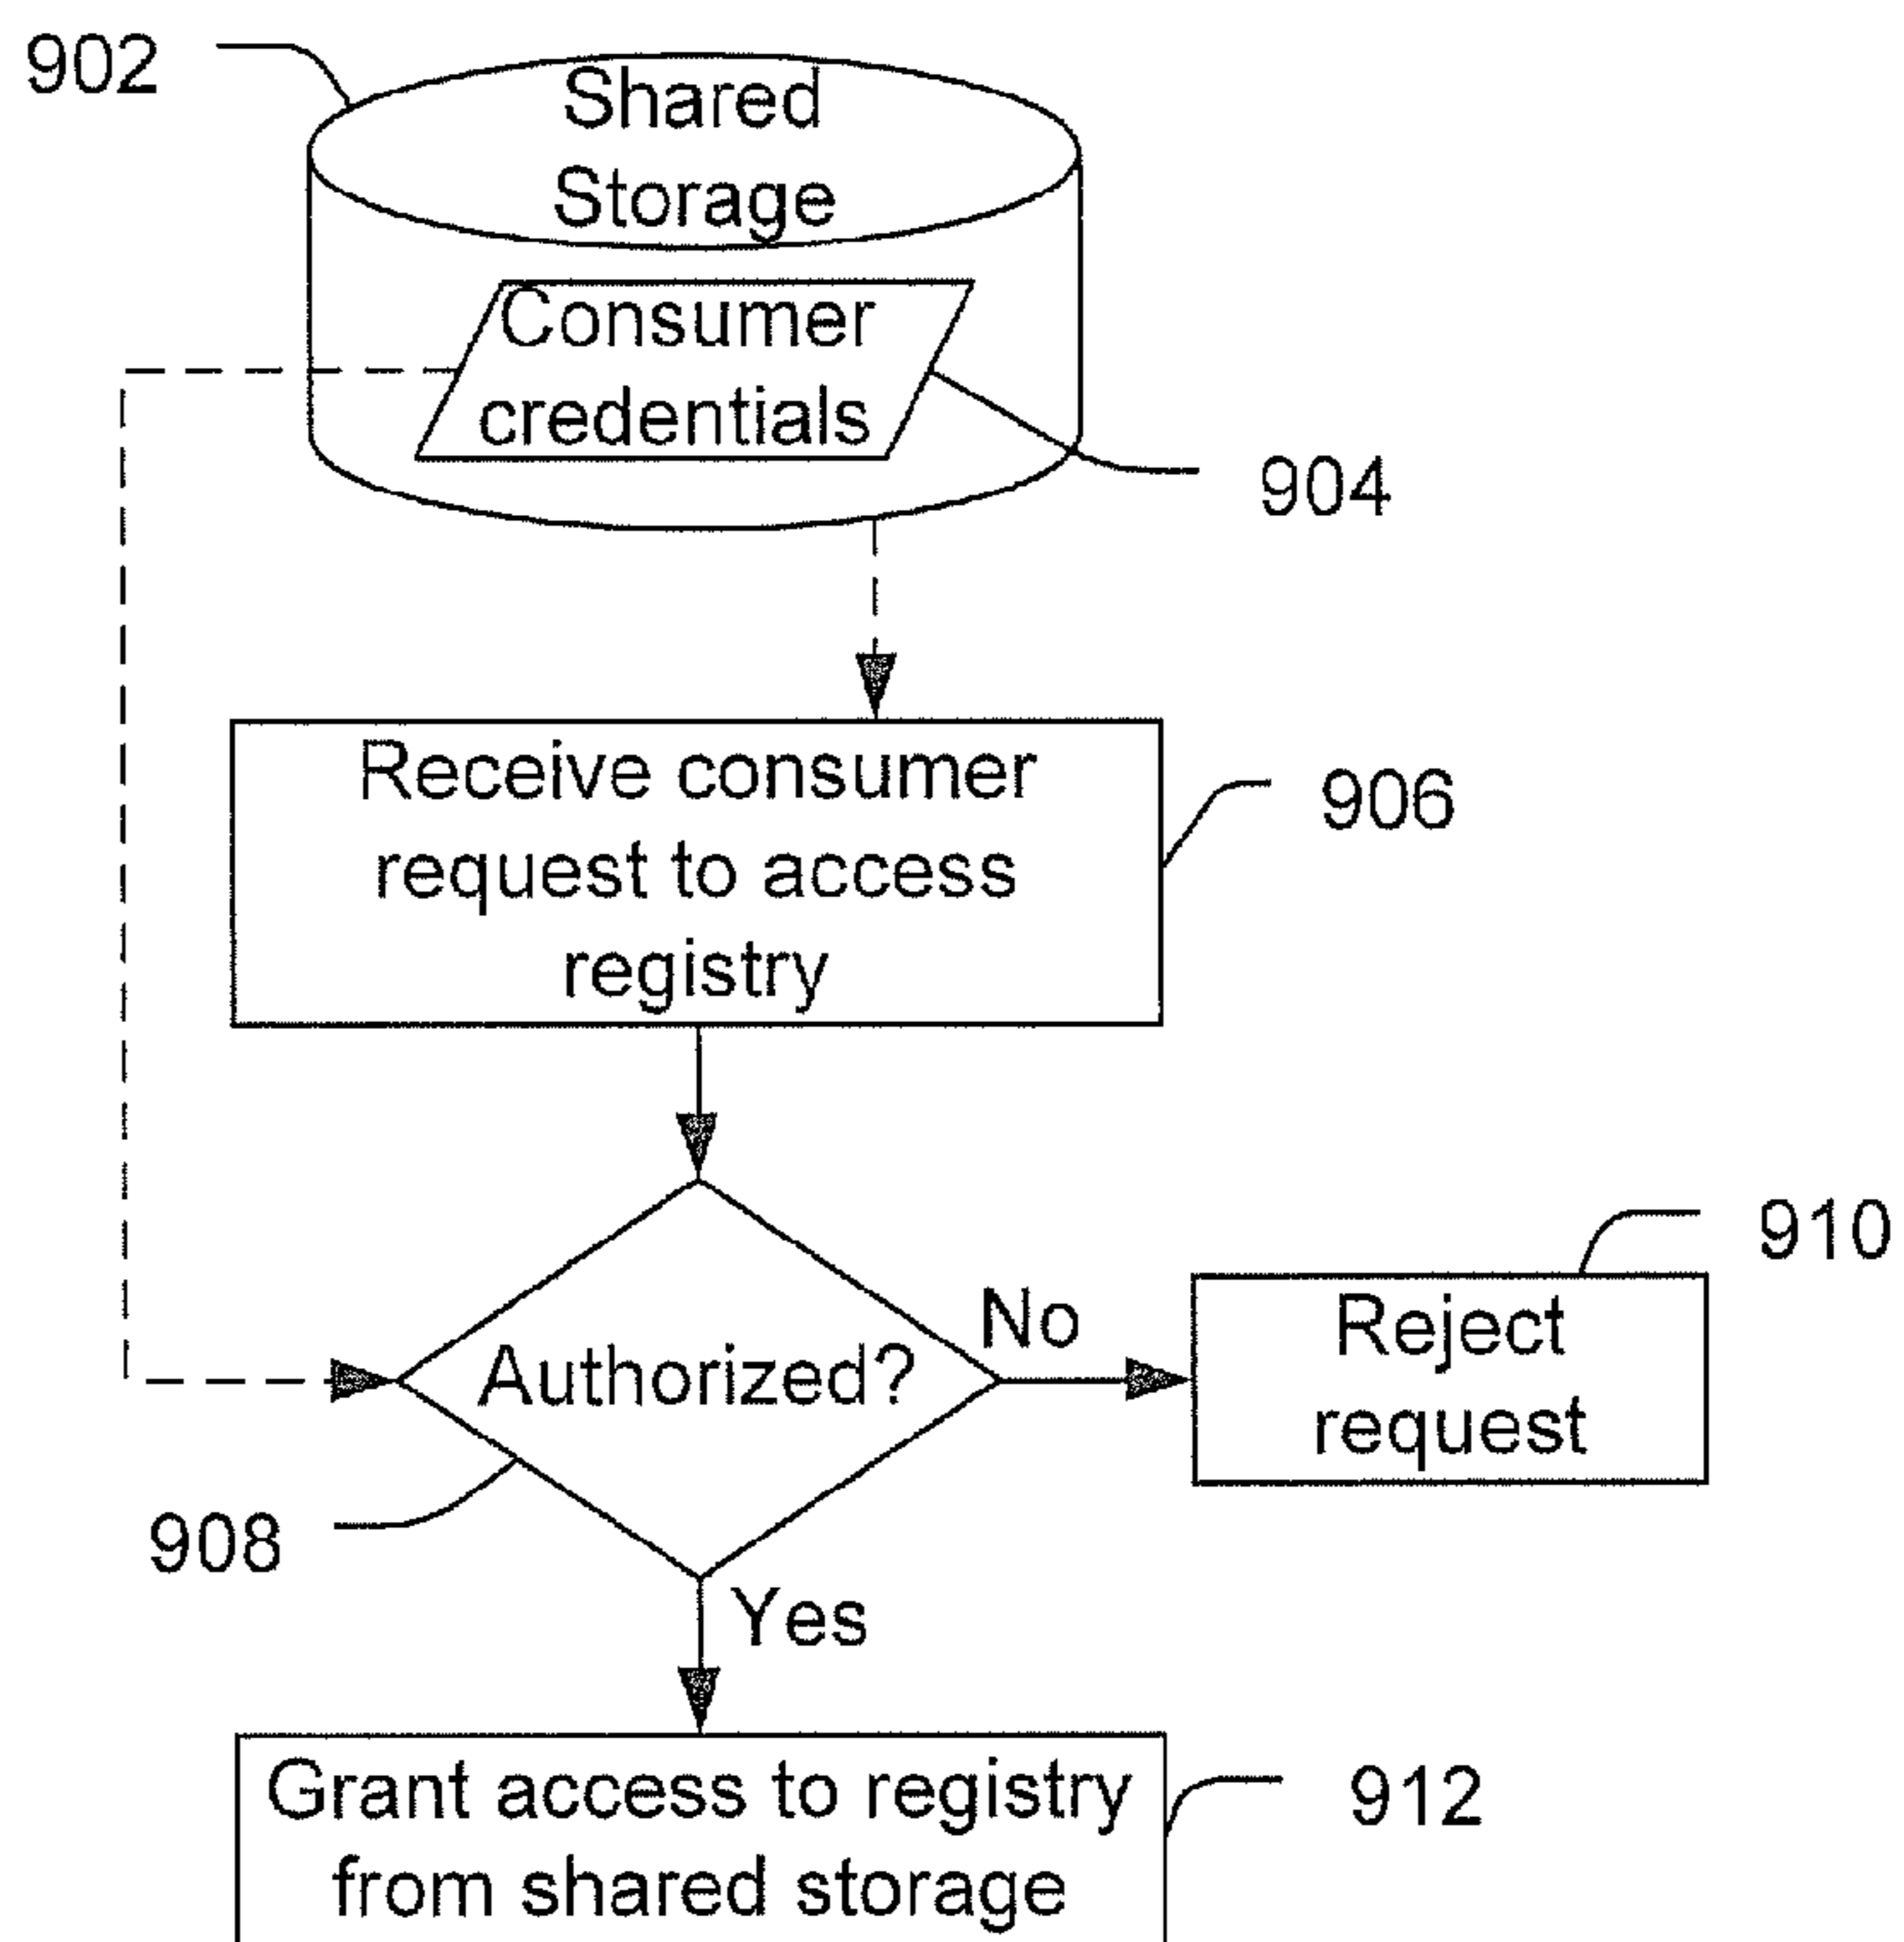 902
Shared
Storage
Consumer
credentials
904
Receive consumer
request to access
registry
906
910
No
Authorized?
Reject
request
908
Yes
Grant access to registry
from shared storage
912